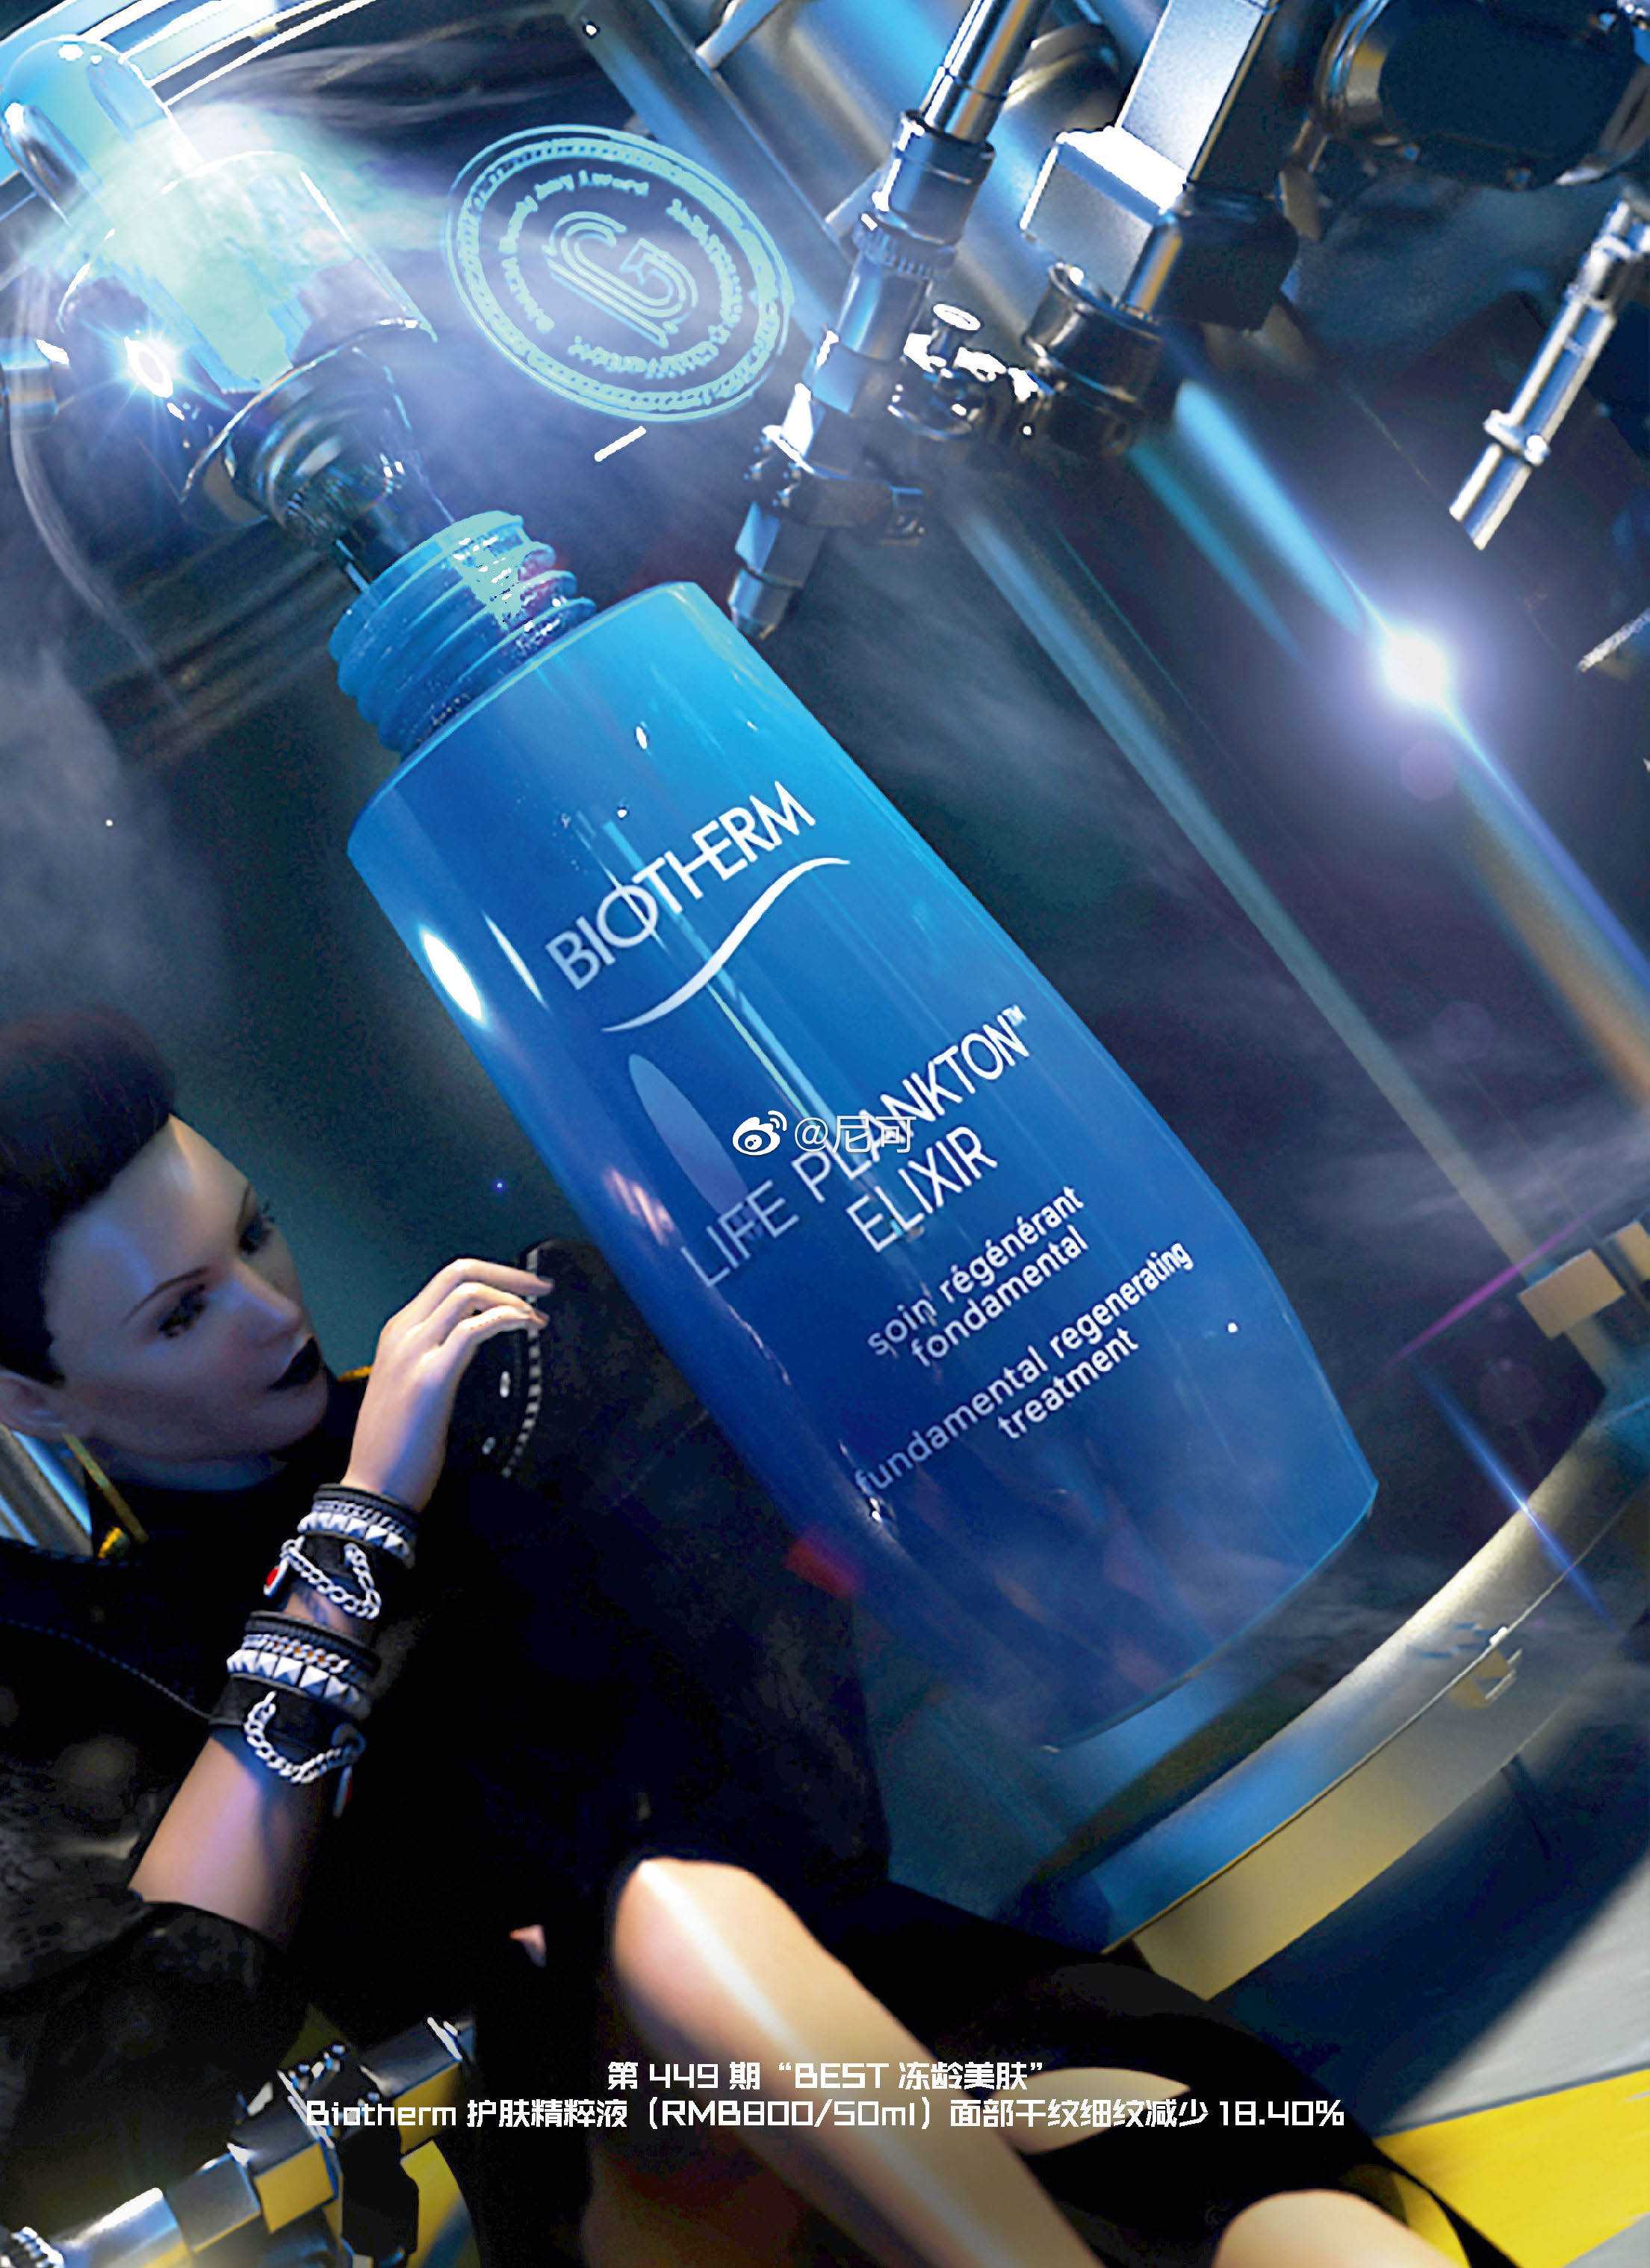 BIOTHERM
LIFE PLANKTON™
ELIXIR
soin régénérant
fondamental
fundamental regenerating
treatment
@尼可
第 449 期 “BEST 冻龄美肤”
Biotherm 护肤精粹液（RMB800/50ml）面部干纹细纹减少 18.40%